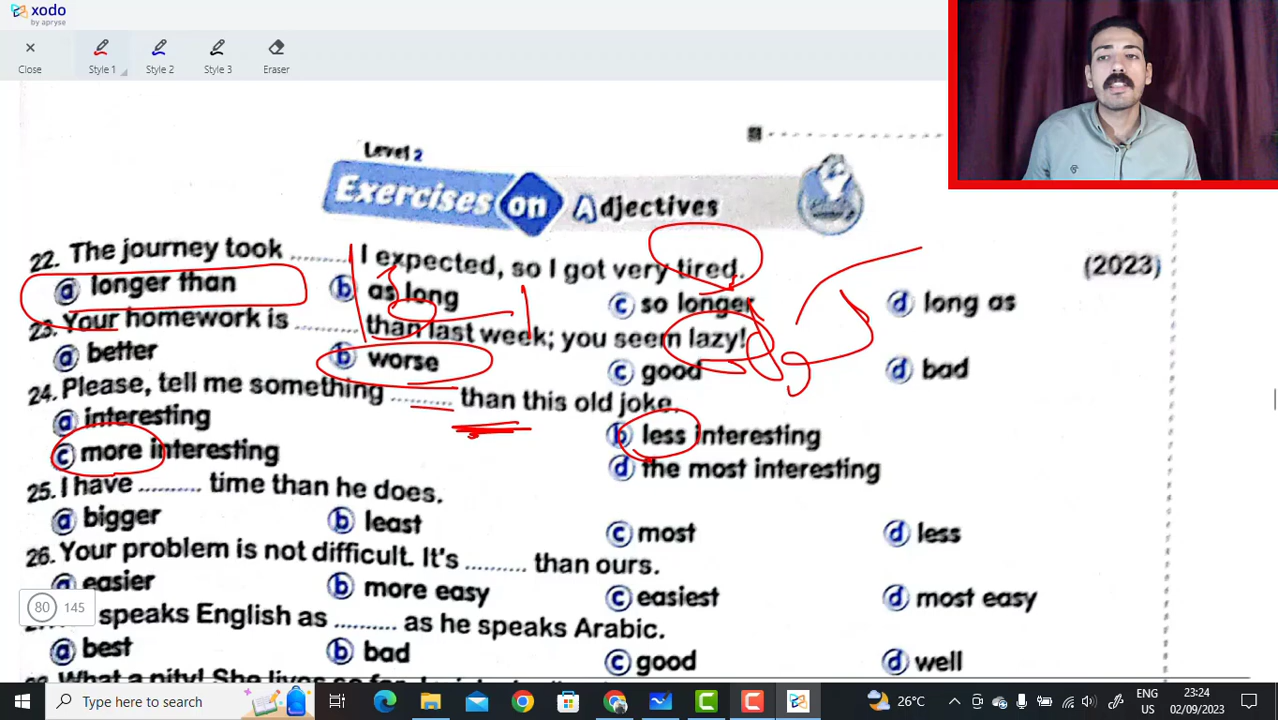 xodo
by apryse
Close
Style 1
Style 2
Style 3
Eraser
Level 2
Exercises on Adjectives
22. The journey took .......... I expected, so I got very tired. (2023)
a longer than b as long c so longer d long as
23. Your homework is .......... than last week; you seem lazy!
a better b worse c good d bad
24. Please, tell me something .......... than this old joke.
a interesting b less interesting
c more interesting d the most interesting
25. I have .......... time than he does.
a bigger b least c most d less
26. Your problem is not difficult. It's .......... than ours.
a easier b more easy c easiest d most easy
80 145
speaks English as .......... as he speaks Arabic.
a best b bad c good d well
What a pity! She lives so far
Type here to search
26°C
ENG
US
23:24
02/09/2023